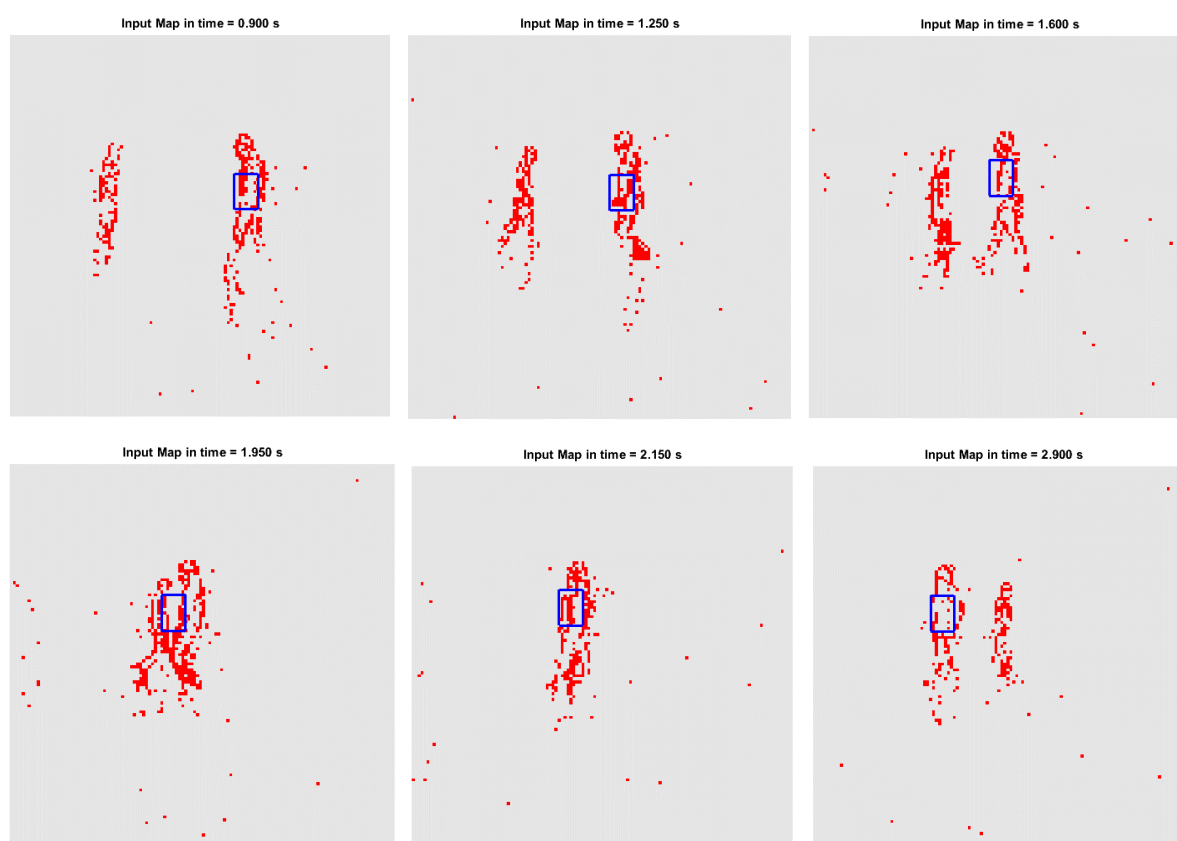 Input Map in time = 0.900 s
Input Map in time = 1.250 s
Input Map in time = 1.600 s
Input Map in time = 1.950 s
Input Map in time = 2.150 s
Input Map in time = 2.900 s